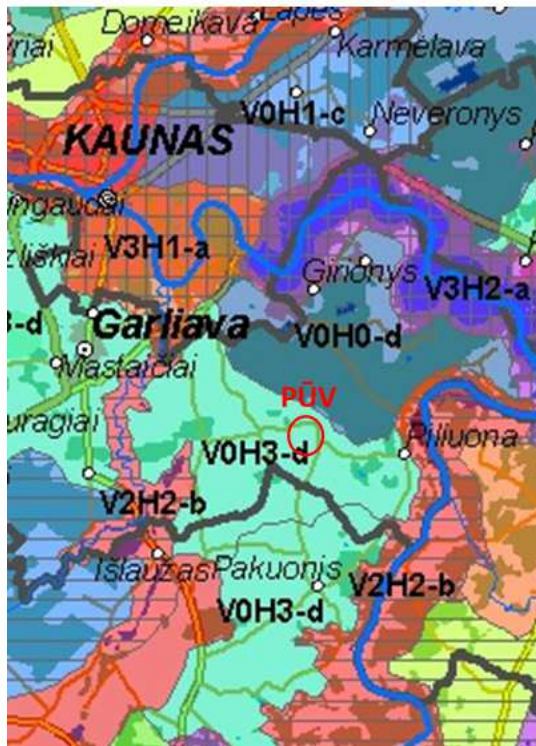 Domeikava
Lapės
Karmėlava
V0H1-c
Neveronys
KAUNAS
V3H1-a
Girionys
V3H2-a
Garliava
V0H0-d
Mastaičiai
PŪV
V0H3-d
Piliuona
V2H2-b
Išlaužas
Pakuonis
V2H2-b
V0H3-d